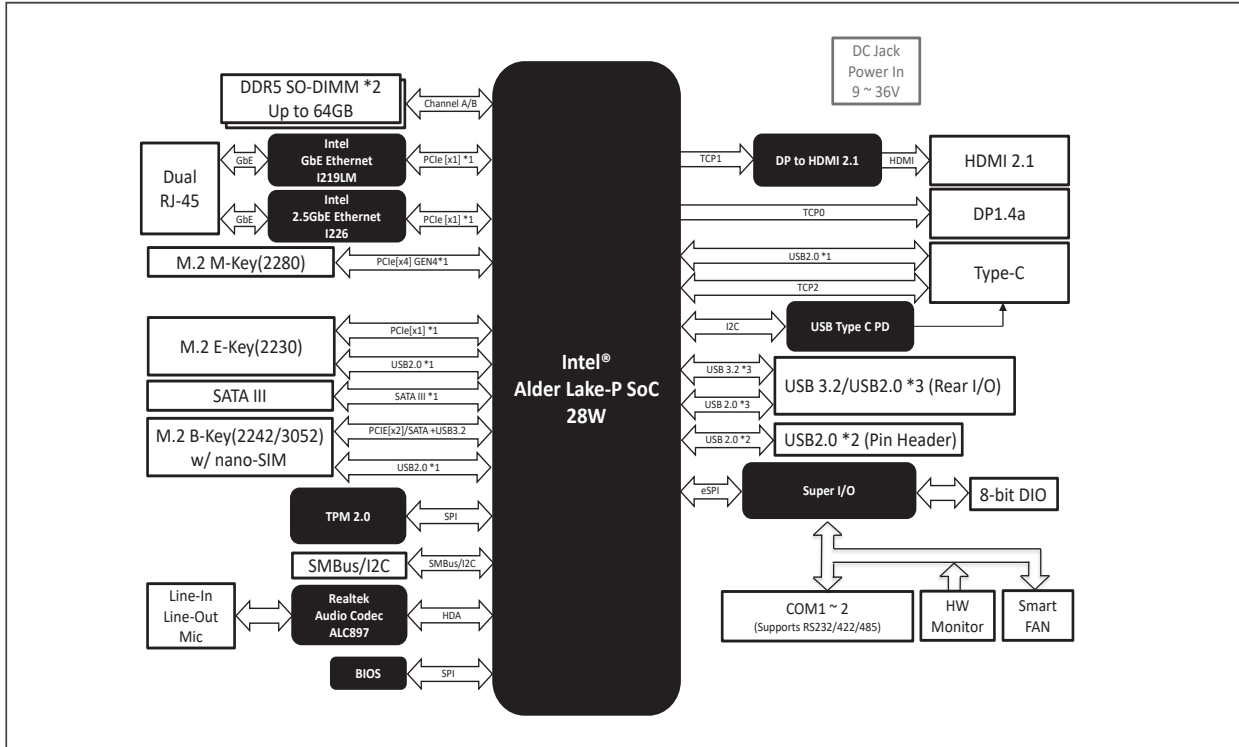 DC Jack
Power In
9 ~ 36V
DDR5 SO-DIMM *2
Up to 64GB
Channel A/B
Dual
RJ-45
GbE
Intel
GbE Ethernet
I219LM
PCIe [x1] *1
GbE
Intel
2.5GbE Ethernet
I226
PCIe [x1] *1
M.2 M-Key(2280)
PCIe[x4] GEN4*1
M.2 E-Key(2230)
PCIe[x1] *1
USB2.0 *1
SATA III
SATA III *1
M.2 B-Key(2242/3052)
w/ nano-SIM
PCIE[x2]/SATA +USB3.2
USB2.0 *1
TPM 2.0
SPI
SMBus/I2C
SMBus/I2C
Line-In
Line-Out
Mic
Realtek
Audio Codec
ALC897
HDA
BIOS
SPI
Intel®
Alder Lake-P SoC
28W
TCP1
DP to HDMI 2.1
HDMI
HDMI 2.1
TCP0
DP1.4a
USB2.0 *1
TCP2
Type-C
I2C
USB Type C PD
USB 3.2 *3
USB 2.0 *3
USB 3.2/USB2.0 *3 (Rear I/O)
USB 2.0 *2
USB2.0 *2 (Pin Header)
eSPI
Super I/O
8-bit DIO
COM1 ~ 2
(Supports RS232/422/485)
HW
Monitor
Smart
FAN